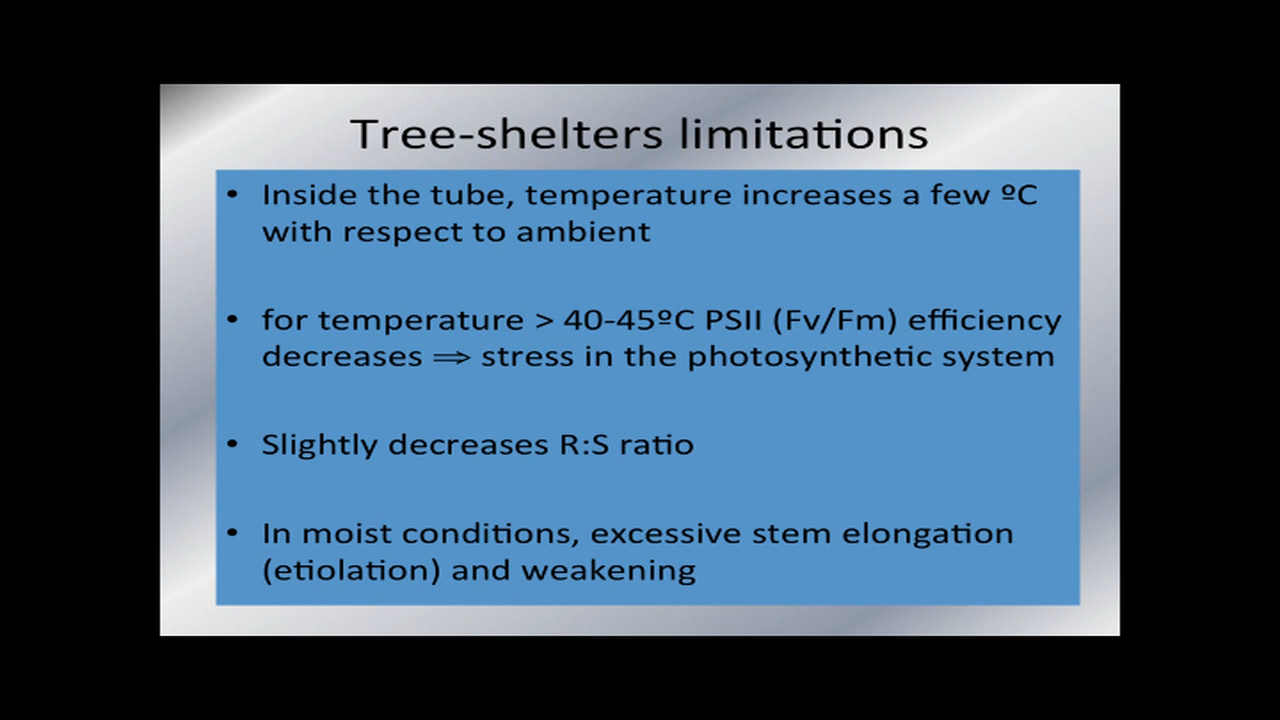 Tree-shelters limitations
• Inside the tube, temperature increases a few ºC
with respect to ambient
• for temperature > 40-45ºC PSII (Fv/Fm) efficiency
decreases ⇒ stress in the photosynthetic system
• Slightly decreases R:S ratio
• In moist conditions, excessive stem elongation
(etiolation) and weakening